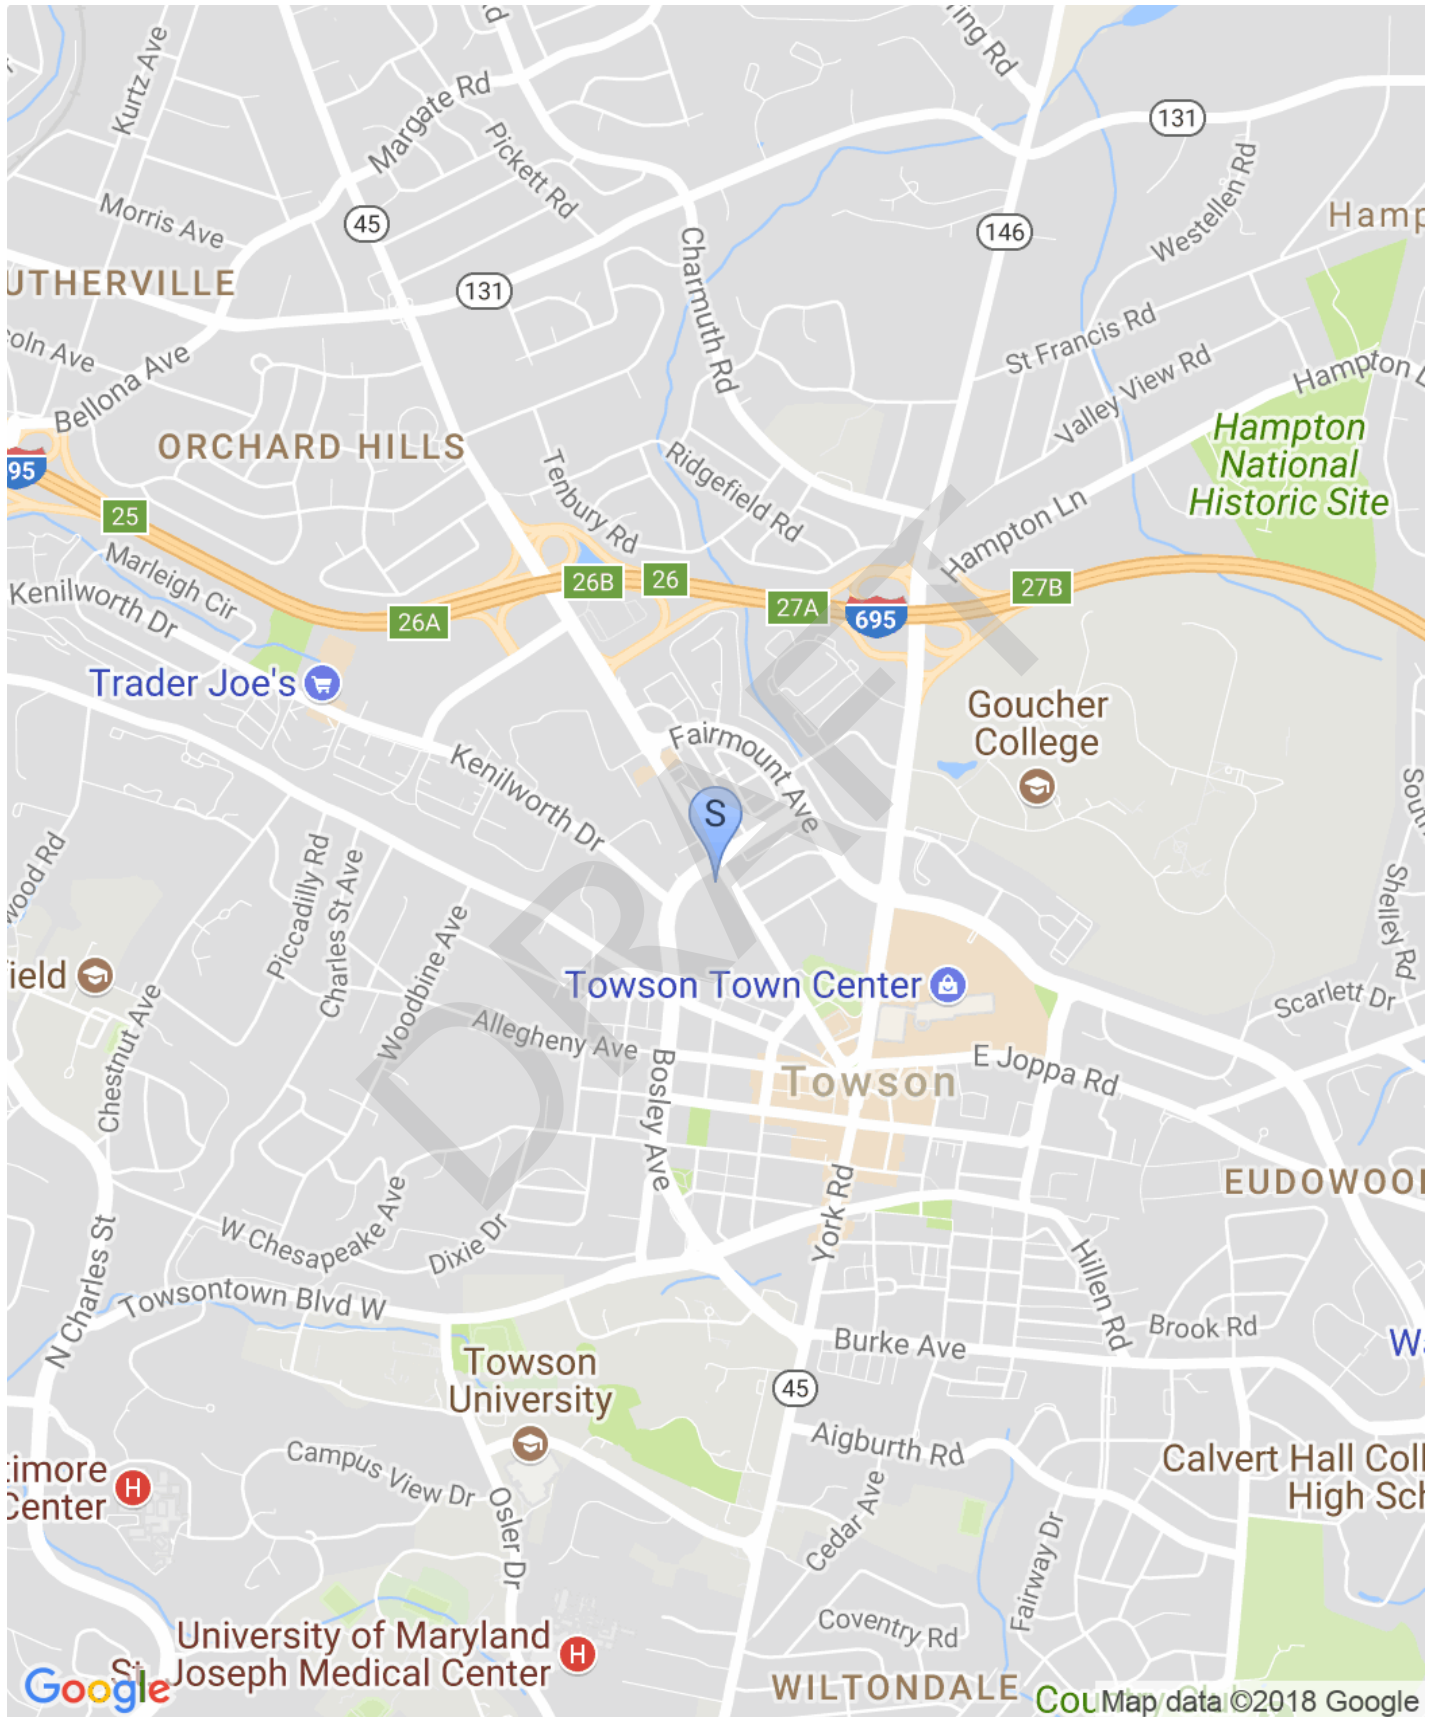 Kurtz Ave
Margate Rd
Pickett Rd
131
Westellen Rd
Morris Ave
45
146
UTHERVILLE
131
Charmuth Rd
St Francis Rd
coln Ave
Bellona Ave
Valley View Rd
Hampton
ORCHARD HILLS
Hampton
National
Historic Site
95
25
Tenbury Rd
Ridgefield Rd
Hampton Ln
Marleigh Cir
Kenilworth Dr
26A
26B
26
27A
695
27B
Trader Joe's
Goucher
College
Fairmount Ave
Kenilworth Dr
S
DRAFT
Piccadilly Rd
Charles St Ave
Woodbine Ave
Shelley Rd
wood Rd
ield
Towson Town Center
Scarlett Dr
Chestnut Ave
Allegheny Ave
Bosley Ave
E Joppa Rd
Towson
EUDOWOO
York Rd
W Chesapeake Ave
Dixie Dr
N Charles St
Towsontown Blvd W
Hillen Rd
Brook Rd
Burke Ave
Towson
University
45
Aigburth Rd
Campus View Dr
Osler Dr
timore
Center
H
Calvert Hall Coll
High Sch
Cedar Ave
Fairway Dr
Coventry Rd
University of Maryland
St. Joseph Medical Center
H
WILTONDALE
Google
Map data ©2018 Google